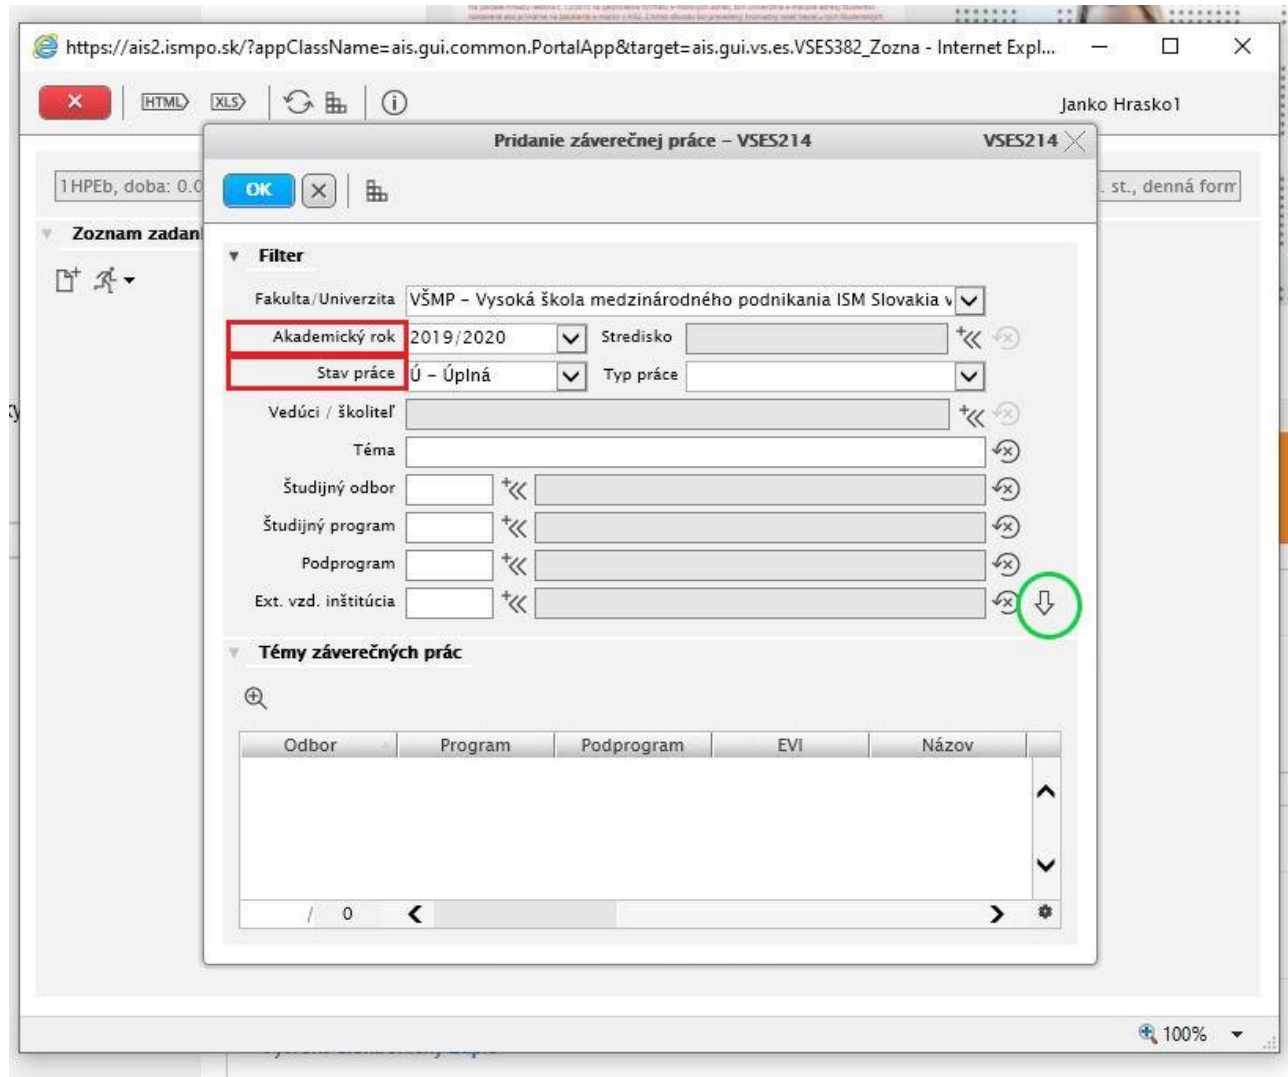 https://ais2.ismpo.sk/?appClassName=ais.gui.common.PortalApp&target=ais.gui.vs.es.VSES382_Zozna - Internet Expl...
HTML XLS Janko Hrasko1
Pridanie záverečnej práce – VSES214 VSES214
1HPEb, doba: 0.0 OK . st., denná form
Zoznam zadan
Filter
Fakulta/Univerzita VŠMP – Vysoká škola medzinárodného podnikania ISM Slovakia v
Akademický rok 2019/2020 Stredisko
Stav práce Ú – Úplná Typ práce
Vedúci / školiteľ
Téma
Študijný odbor
Študijný program
Podprogram
Ext. vzd. inštitúcia
Témy záverečných prác
Odbor Program Podprogram EVI Názov
/ 0
100%